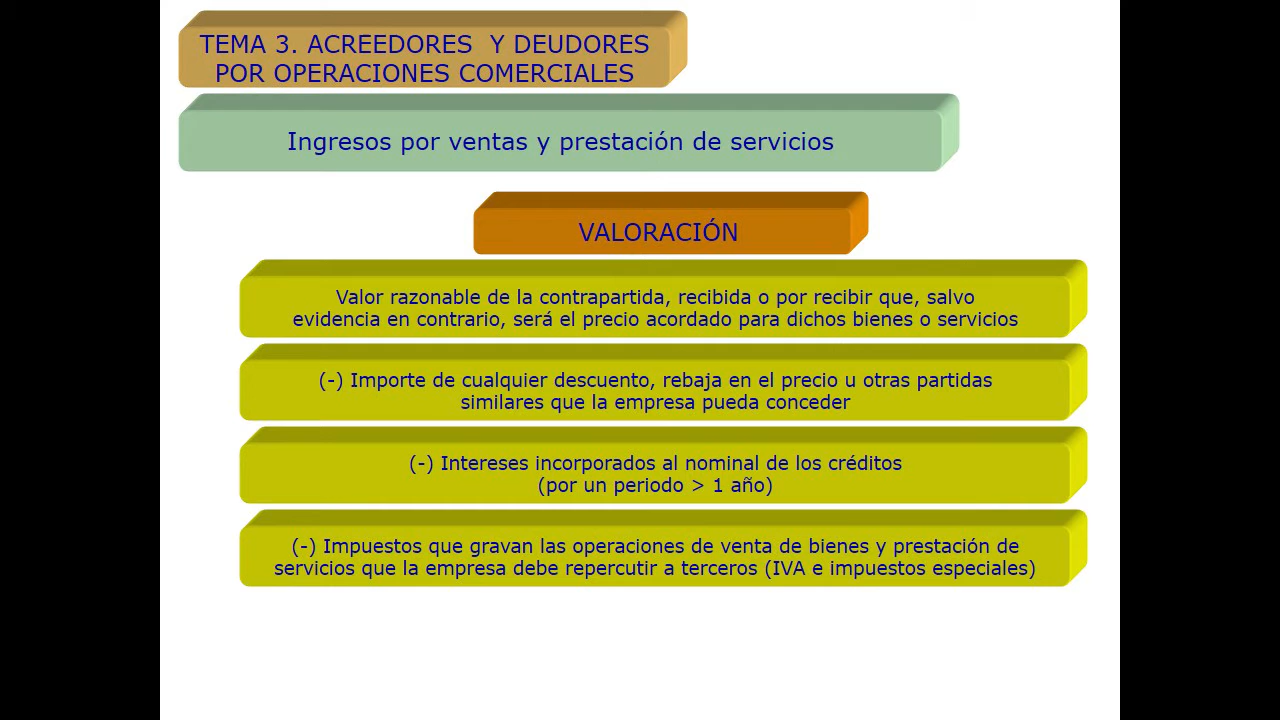 TEMA 3. ACREEDORES Y DEUDORES
POR OPERACIONES COMERCIALES
Ingresos por ventas y prestación de servicios
VALORACIÓN
Valor razonable de la contrapartida, recibida o por recibir que, salvo
evidencia en contrario, será el precio acordado para dichos bienes o servicios
(-) Importe de cualquier descuento, rebaja en el precio u otras partidas
similares que la empresa pueda conceder
(-) Intereses incorporados al nominal de los créditos
(por un periodo > 1 año)
(-) Impuestos que gravan las operaciones de venta de bienes y prestación de
servicios que la empresa debe repercutir a terceros (IVA e impuestos especiales)